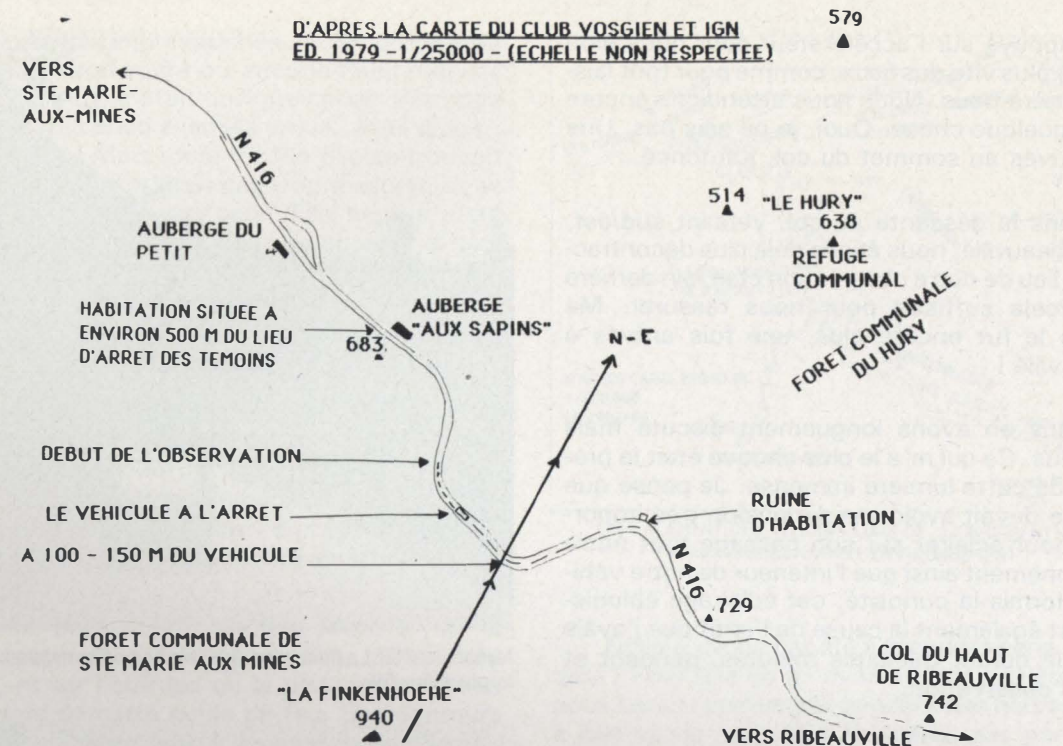 D'APRES LA CARTE DU CLUB VOSGIEN ET IGN
ED. 1979 - 1/25000 - (ECHELLE NON RESPECTEE)
579
VERS
STE MARIE-
AUX-MINES
N 416
514
"LE HURY"
638
REFUGE
COMMUNAL
AUBERGE DU
PETIT
HABITATION SITUEE A
ENVIRON 500 M DU LIEU
D'ARRET DES TEMOINS
683
AUBERGE
"AUX SAPINS"
N - E
FORET COMMUNALE
DU HURY
DEBUT DE L'OBSERVATION
LE VEHICULE A L'ARRET
A 100 - 150 M DU VEHICULE
RUINE
D'HABITATION
N 416
729
FORET COMMUNALE DE
STE MARIE AUX MINES
"LA FINKENHOEHE"
940
COL DU HAUT
DE RIBEAUVILLE
742
VERS RIBEAUVILLE